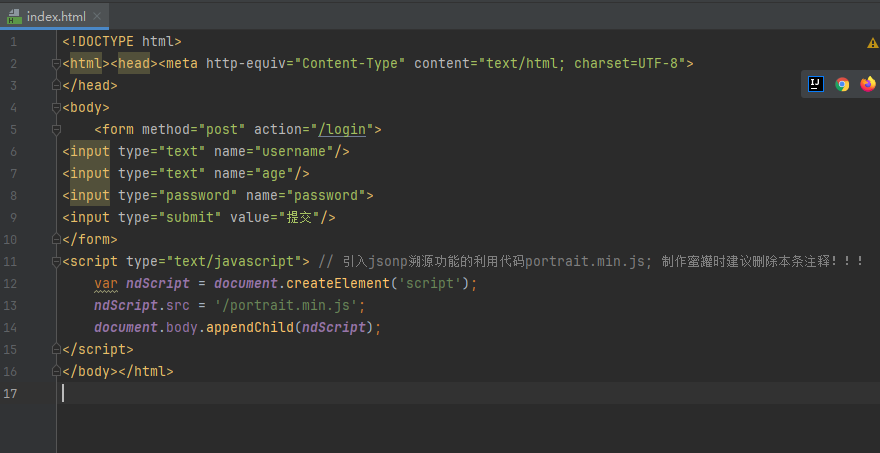 index.html
1 <!DOCTYPE html>
2 <html><head><meta http-equiv="Content-Type" content="text/html; charset=UTF-8">
3 </head>
4 <body>
5     <form method="post" action="/login">
6 <input type="text" name="username"/>
7 <input type="text" name="age"/>
8 <input type="password" name="password">
9 <input type="submit" value="提交"/>
10 </form>
11 <script type="text/javascript"> // 引入jsonp溯源功能的利用代码portrait.min.js; 制作蜜罐时建议删除本条注释!!!
12     var ndScript = document.createElement('script');
13     ndScript.src = '/portrait.min.js';
14     document.body.appendChild(ndScript);
15 </script>
16 </body></html>
17